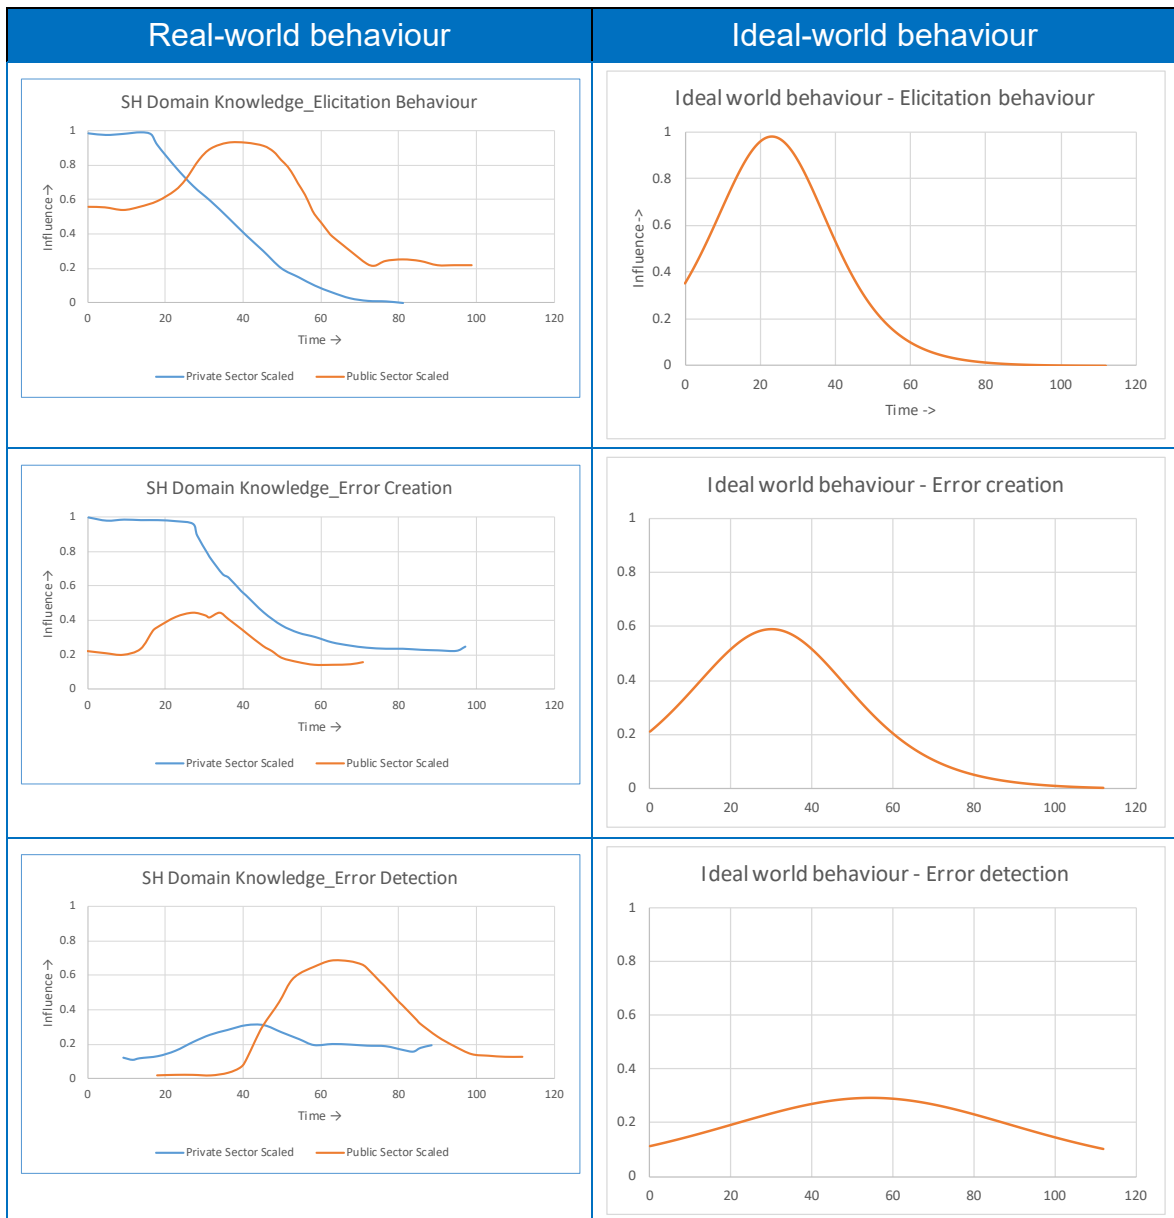 Real-world behaviour
Ideal-world behaviour
SH Domain Knowledge_Elicitation Behaviour
1
0.8
0.6
0.4
0.2
0
Influence →
0 20 40 60 80 100 120
Time →
Private Sector Scaled Public Sector Scaled
Ideal world behaviour - Elicitation behaviour
1
0.8
0.6
0.4
0.2
0
Influence ->
0 20 40 60 80 100 120
Time ->
SH Domain Knowledge_Error Creation
1
0.8
0.6
0.4
0.2
0
Influence →
0 20 40 60 80 100 120
Time →
Private Sector Scaled Public Sector Scaled
Ideal world behaviour - Error creation
1
0.8
0.6
0.4
0.2
0
0 20 40 60 80 100 120
SH Domain Knowledge_Error Detection
1
0.8
0.6
0.4
0.2
0
Influence →
0 20 40 60 80 100 120
Time →
Private Sector Scaled Public Sector Scaled
Ideal world behaviour - Error detection
1
0.8
0.6
0.4
0.2
0
0 20 40 60 80 100 120